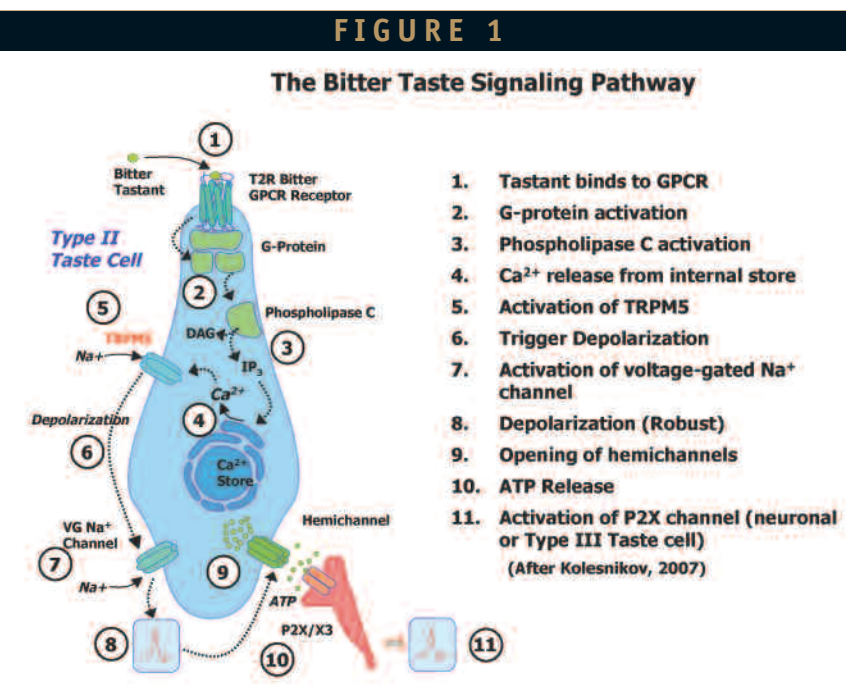 FIGURE 1
The Bitter Taste Signaling Pathway
1
Bitter
Tastant
T2R Bitter
GPCR Receptor
Type II
Taste Cell
G-Protein
2
5
TRPM5
Na+
Phospholipase C
DAG
3
IP3
Ca2+
4
Depolarization
6
Ca2+
Store
VG Na+
Channel
Hemichannel
7
9
Na+
ATP
P2X/X3
8
10
11
1. Tastant binds to GPCR
2. G-protein activation
3. Phospholipase C activation
4. Ca2+ release from internal store
5. Activation of TRPM5
6. Trigger Depolarization
7. Activation of voltage-gated Na+
channel
8. Depolarization (Robust)
9. Opening of hemichannels
10. ATP Release
11. Activation of P2X channel (neuronal
or Type III Taste cell)
(After Kolesnikov, 2007)